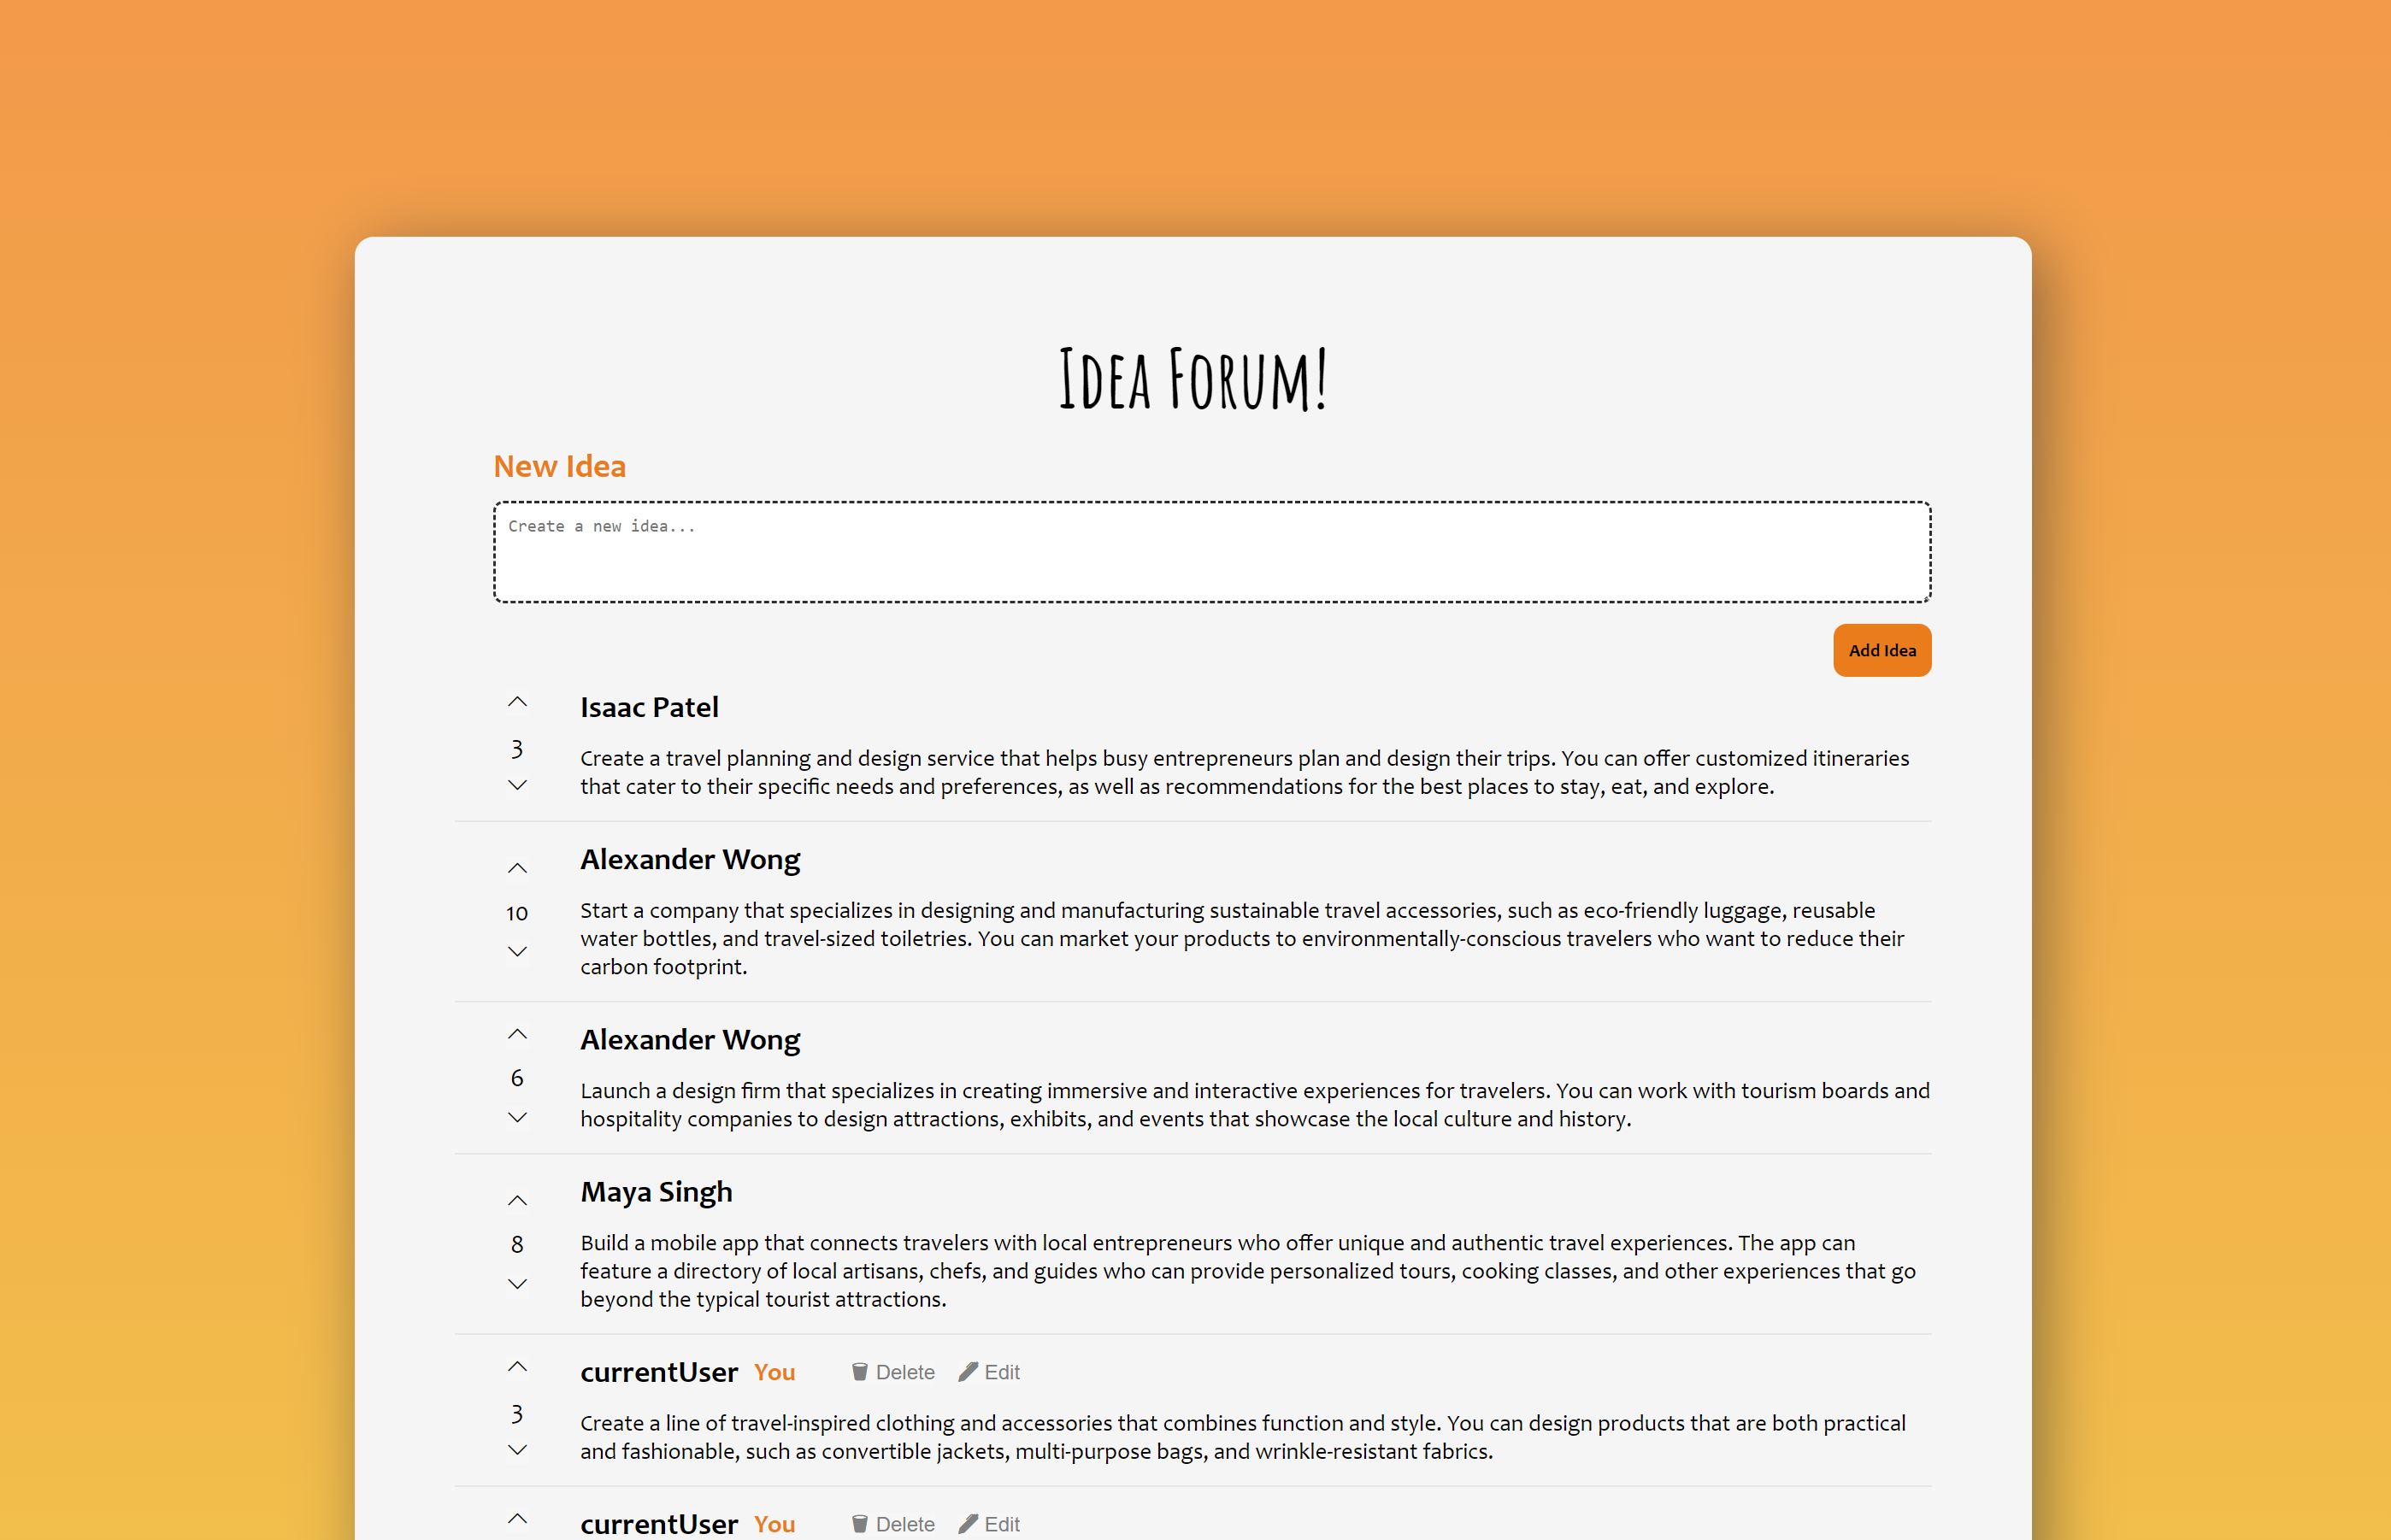 Idea Forum!
New Idea
Create a new idea...
Add Idea
Isaac Patel
3
Create a travel planning and design service that helps busy entrepreneurs plan and design their trips. You can offer customized itineraries
that cater to their specific needs and preferences, as well as recommendations for the best places to stay, eat, and explore.
Alexander Wong
10
Start a company that specializes in designing and manufacturing sustainable travel accessories, such as eco-friendly luggage, reusable
water bottles, and travel-sized toiletries. You can market your products to environmentally-conscious travelers who want to reduce their
carbon footprint.
Alexander Wong
6
Launch a design firm that specializes in creating immersive and interactive experiences for travelers. You can work with tourism boards and
hospitality companies to design attractions, exhibits, and events that showcase the local culture and history.
Maya Singh
8
Build a mobile app that connects travelers with local entrepreneurs who offer unique and authentic travel experiences. The app can
feature a directory of local artisans, chefs, and guides who can provide personalized tours, cooking classes, and other experiences that go
beyond the typical tourist attractions.
currentUser You Delete Edit
3
Create a line of travel-inspired clothing and accessories that combines function and style. You can design products that are both practical
and fashionable, such as convertible jackets, multi-purpose bags, and wrinkle-resistant fabrics.
currentUser You Delete Edit